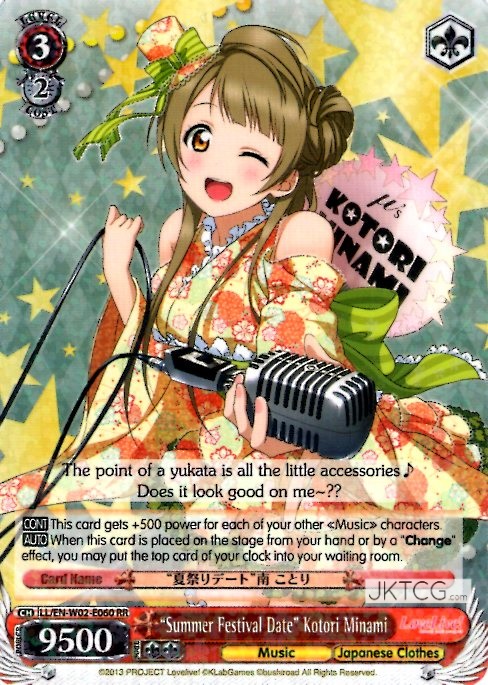 LEVEL
3
2
COST
μ's
KOTORI
MINAMI
The point of a yukata is all the little accessories♪
Does it look good on me~??
CONT This card gets +500 power for each of your other «Music» characters.
AUTO When this card is placed on the stage from your hand or by a "Change"
effect, you may put the top card of your clock into your waiting room.
Card Name
"夏祭りデート"南 ことり
JKTCG.com
LL/EN-W02-E060 RR
POWER
9500
"Summer Festival Date" Kotori Minami
LoveLive!
Music
Japanese Clothes
©2013 PROJECT Lovelive! ©KLabGames ©bushiroad All Rights Reserved.